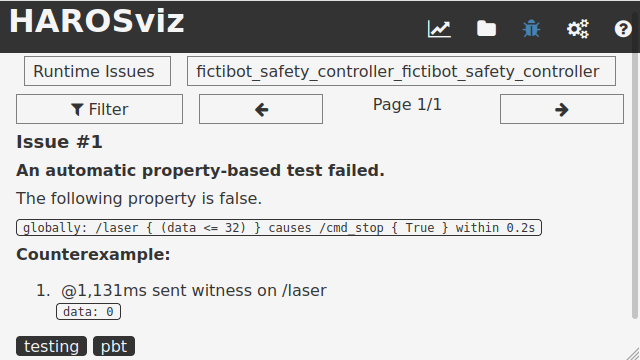 HAROSviz
Runtime Issues
fictibot_safety_controller_fictibot_safety_controller
Filter
Page 1/1
Issue #1
An automatic property-based test failed.
The following property is false.
globally: /laser { (data <= 32) } causes /cmd_stop { True } within 0.2s
Counterexample:
1. @1,131ms sent witness on /laser
data: 0
testing pbt